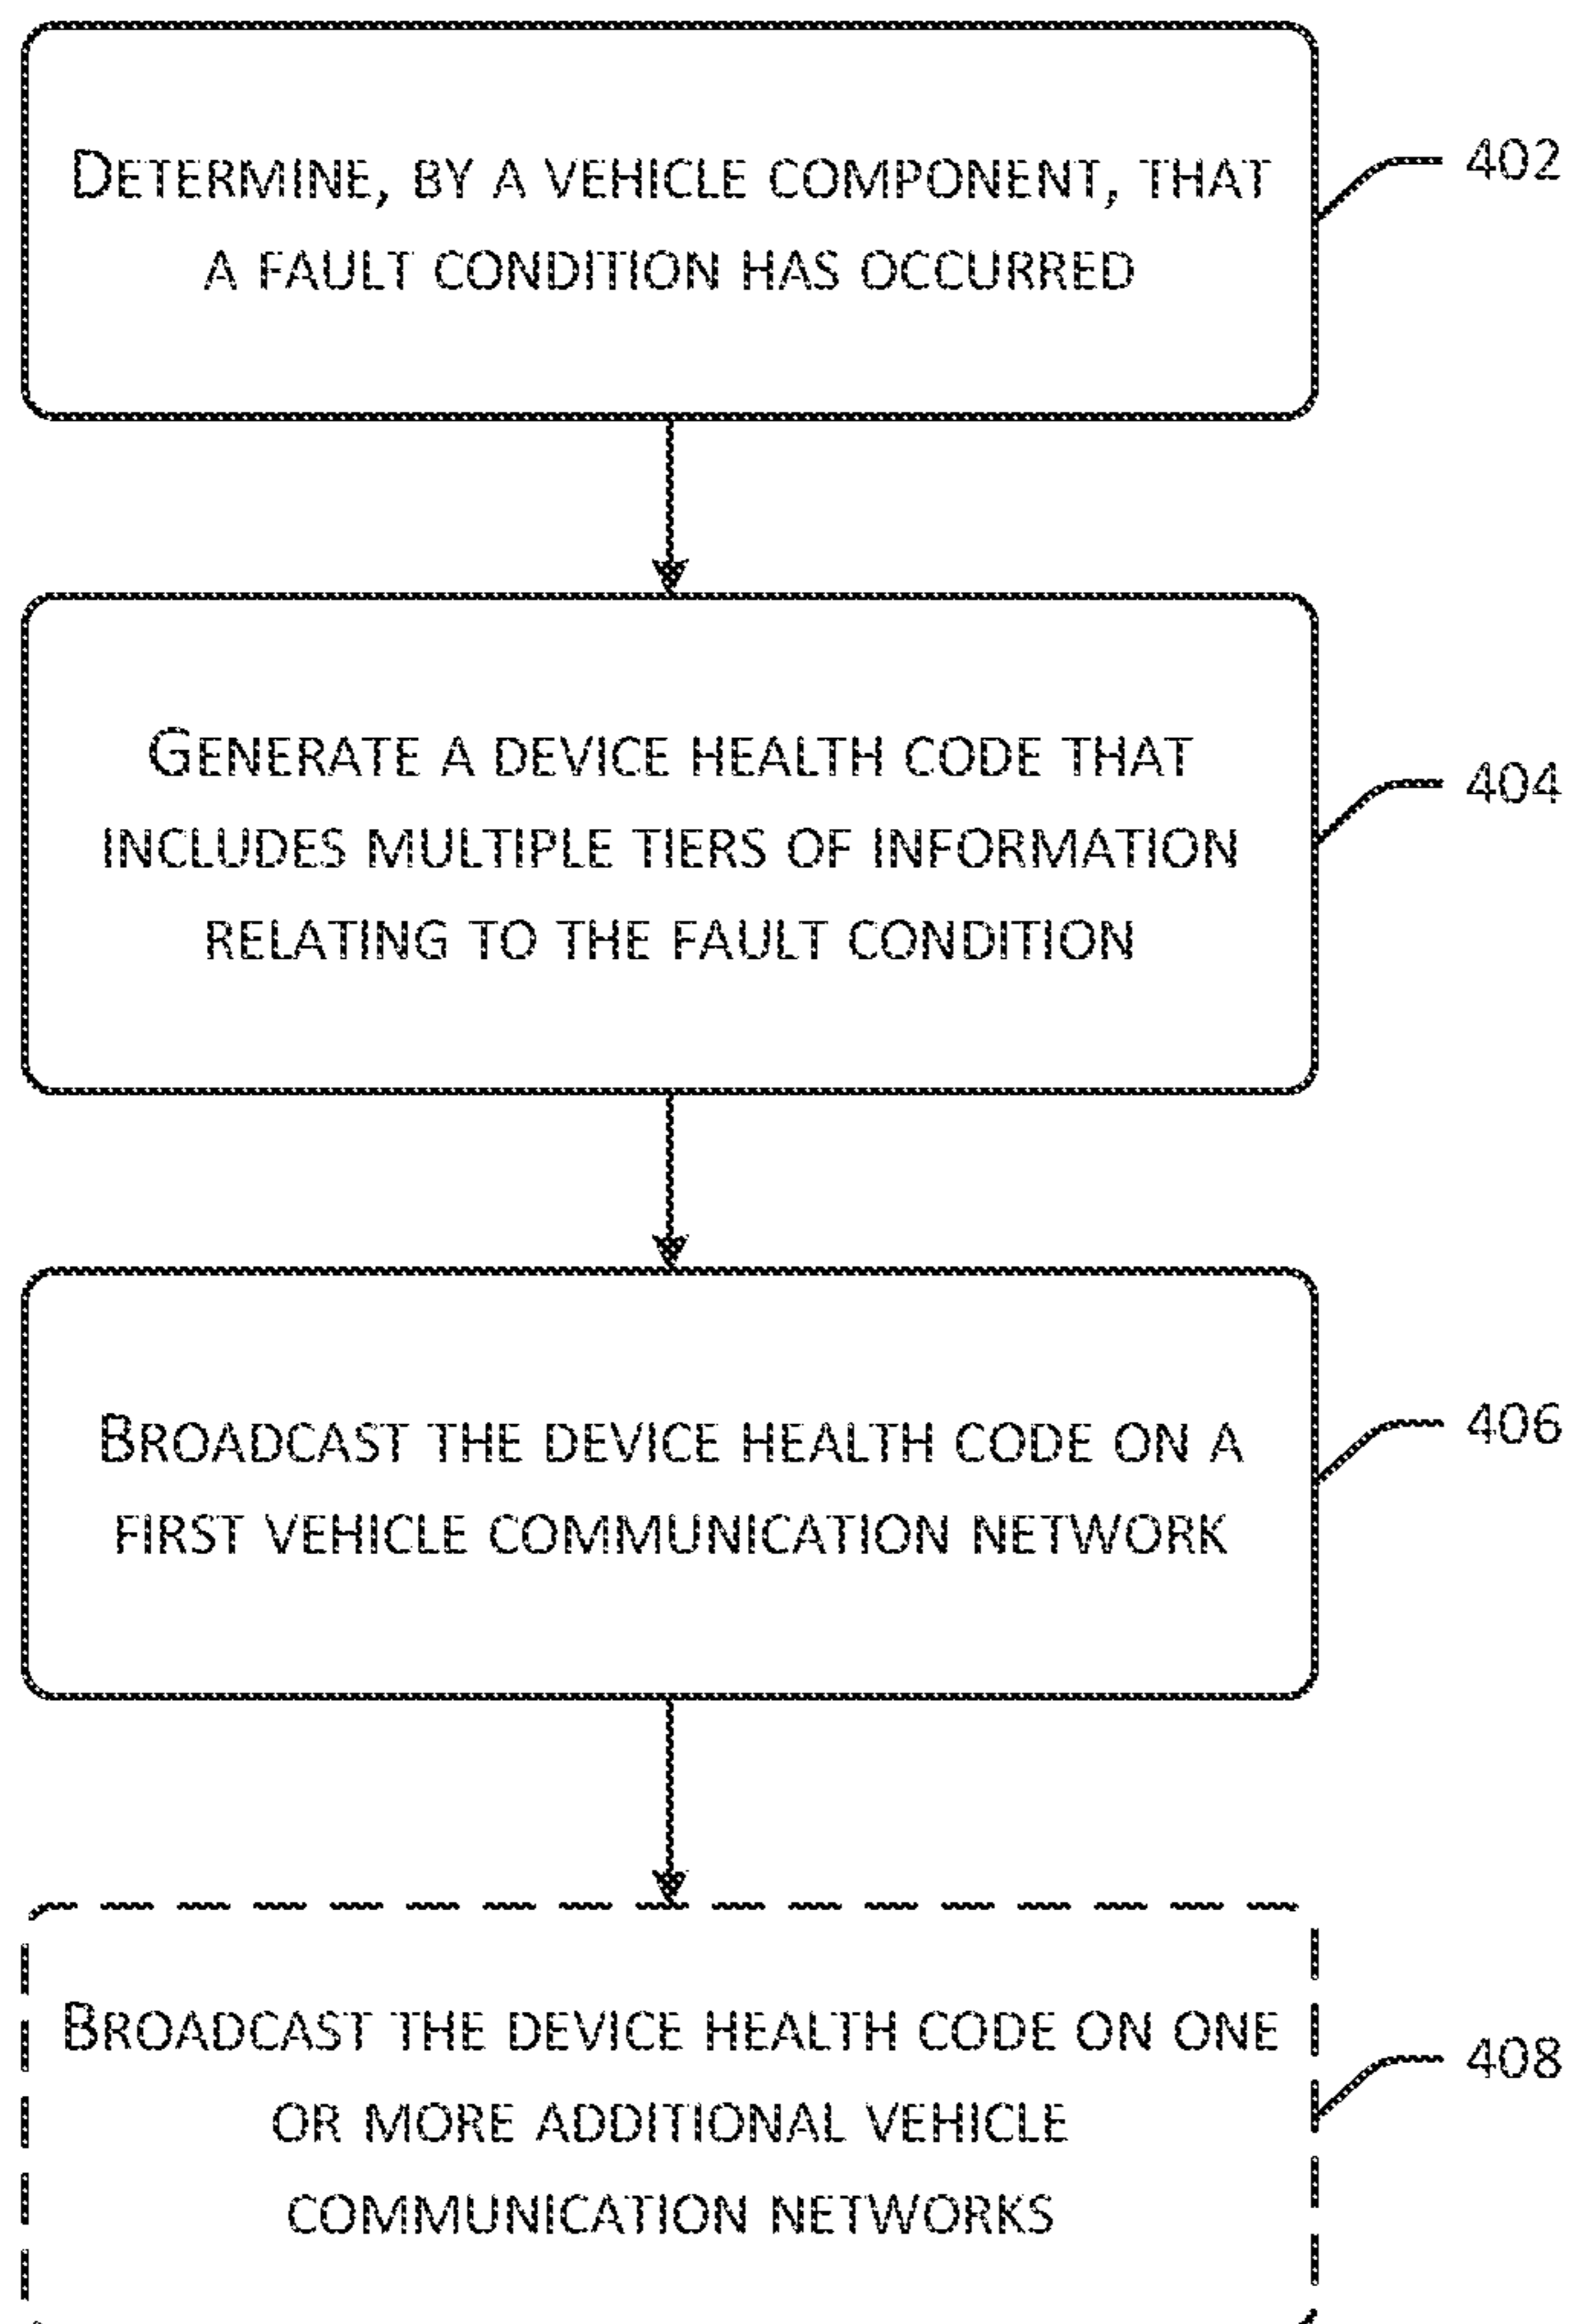 DETERMINE, BY A VEHICLE COMPONENT, THAT
A FAULT CONDITION HAS OCCURRED
402
GENERATE A DEVICE HEALTH CODE THAT
INCLUDES MULTIPLE TIERS OF INFORMATION
RELATING TO THE FAULT CONDITION
404
BROADCAST THE DEVICE HEALTH CODE ON A
FIRST VEHICLE COMMUNICATION NETWORK
406
BROADCAST THE DEVICE HEALTH CODE ON ONE
OR MORE ADDITIONAL VEHICLE
COMMUNICATION NETWORKS
408